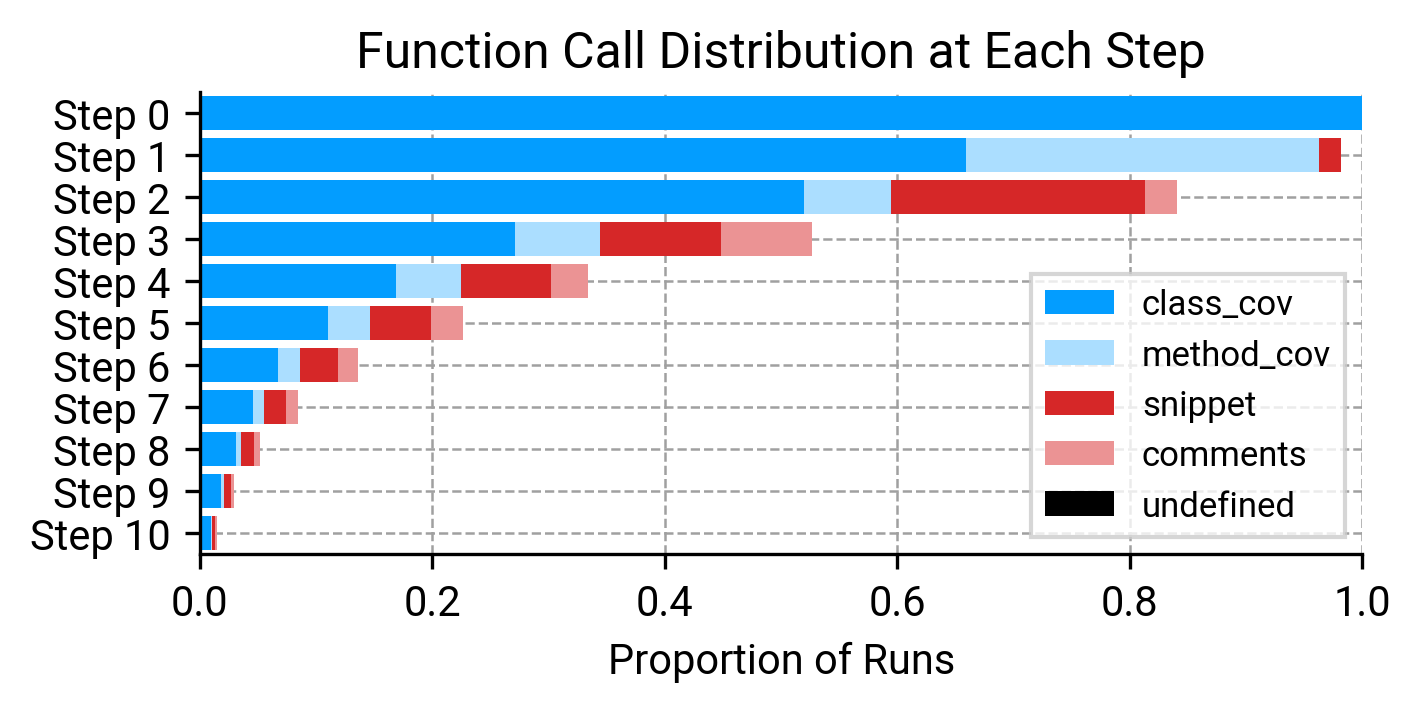 Function Call Distribution at Each Step
Step 0
Step 1
Step 2
Step 3
Step 4
Step 5
Step 6
Step 7
Step 8
Step 9
Step 10
class_cov
method_cov
snippet
comments
undefined
0.0 0.2 0.4 0.6 0.8 1.0
Proportion of Runs